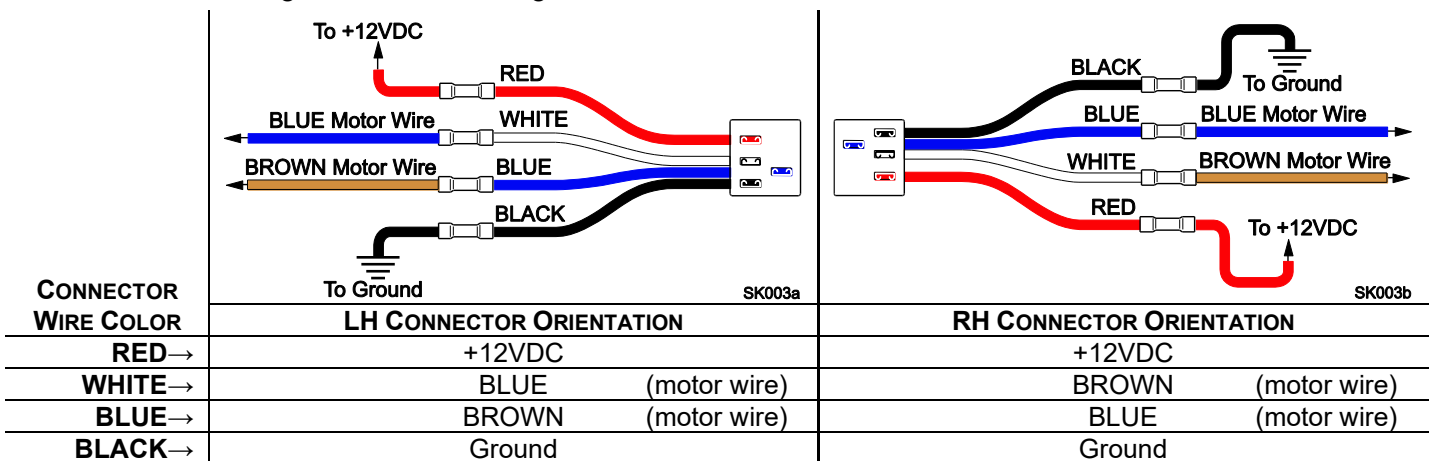 To +12VDC
RED
BLUE Motor Wire WHITE
BROWN Motor Wire BLUE
BLACK
To Ground
SK003a
BLACK
To Ground
BLUE BLUE Motor Wire
WHITE BROWN Motor Wire
RED
To +12VDC
SK003b
CONNECTOR
WIRE COLOR LH CONNECTOR ORIENTATION RH CONNECTOR ORIENTATION
RED→ +12VDC +12VDC
WHITE→ BLUE (motor wire) BROWN (motor wire)
BLUE→ BROWN (motor wire) BLUE (motor wire)
BLACK→ Ground Ground